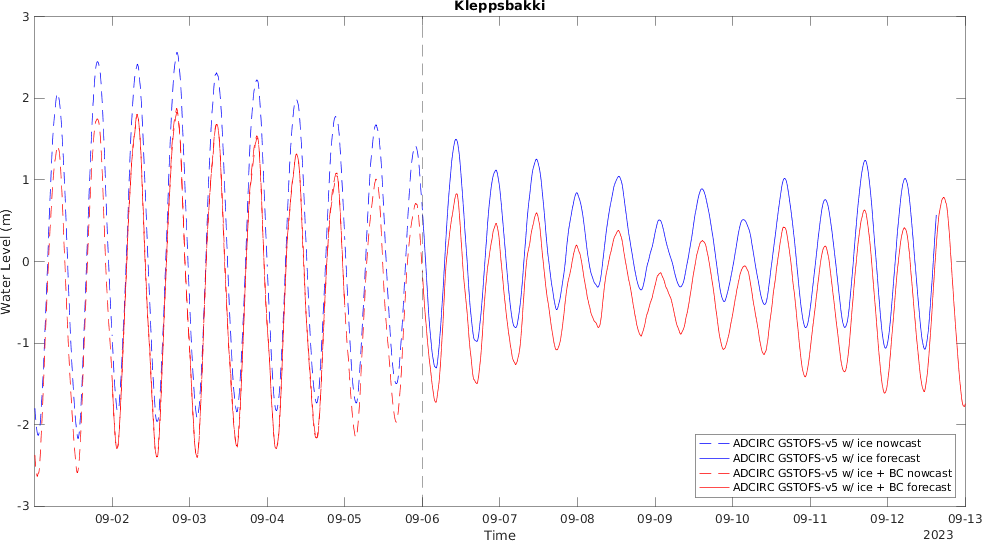 Kleppsbakki
3
2
1
0
-1
-2
-3
Water Level (m)
09-02
09-03
09-04
09-05
09-06
09-07
09-08
09-09
09-10
09-11
09-12
09-13
Time
2023
ADCIRC GSTOFS-v5 w/ ice nowcast
ADCIRC GSTOFS-v5 w/ ice forecast
ADCIRC GSTOFS-v5 w/ ice + BC nowcast
ADCIRC GSTOFS-v5 w/ ice + BC forecast